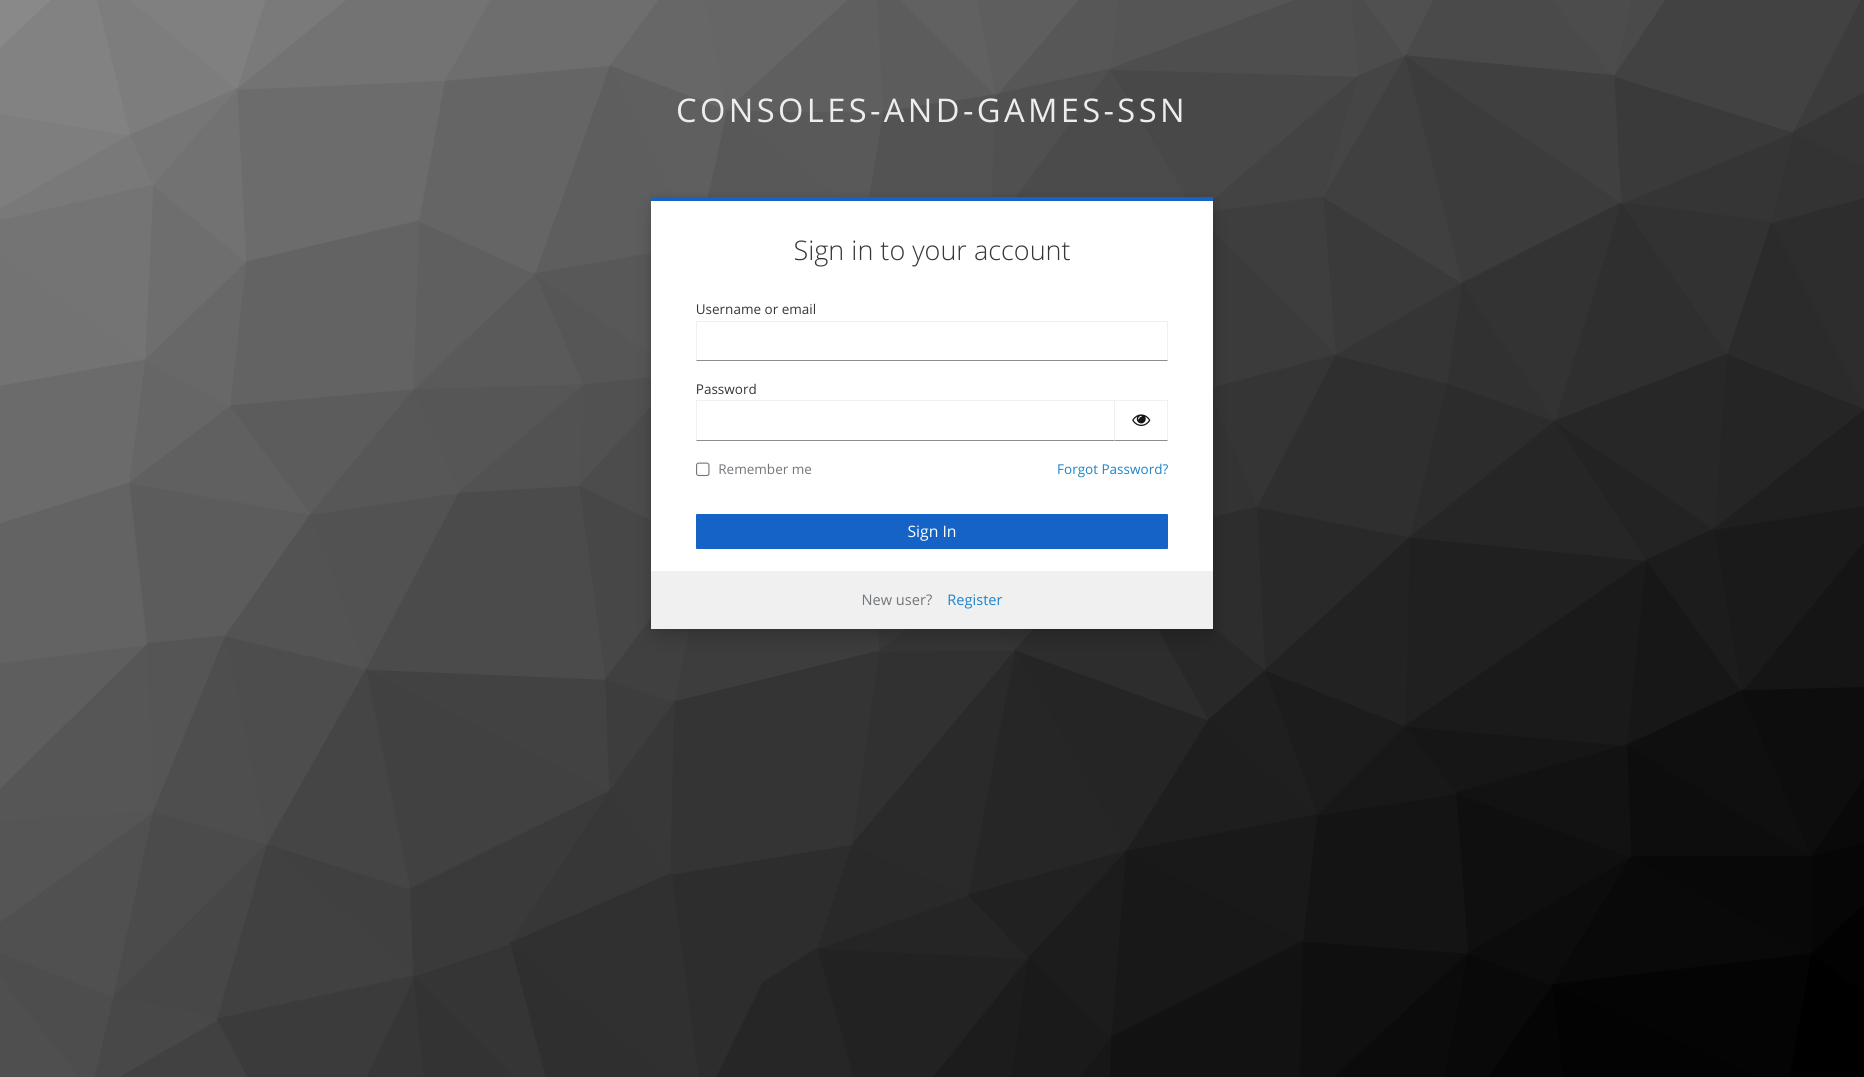 CONSOLES-AND-GAMES-SSN
Sign in to your account
Username or email
Password
Remember me
Forgot Password?
Sign In
New user? Register